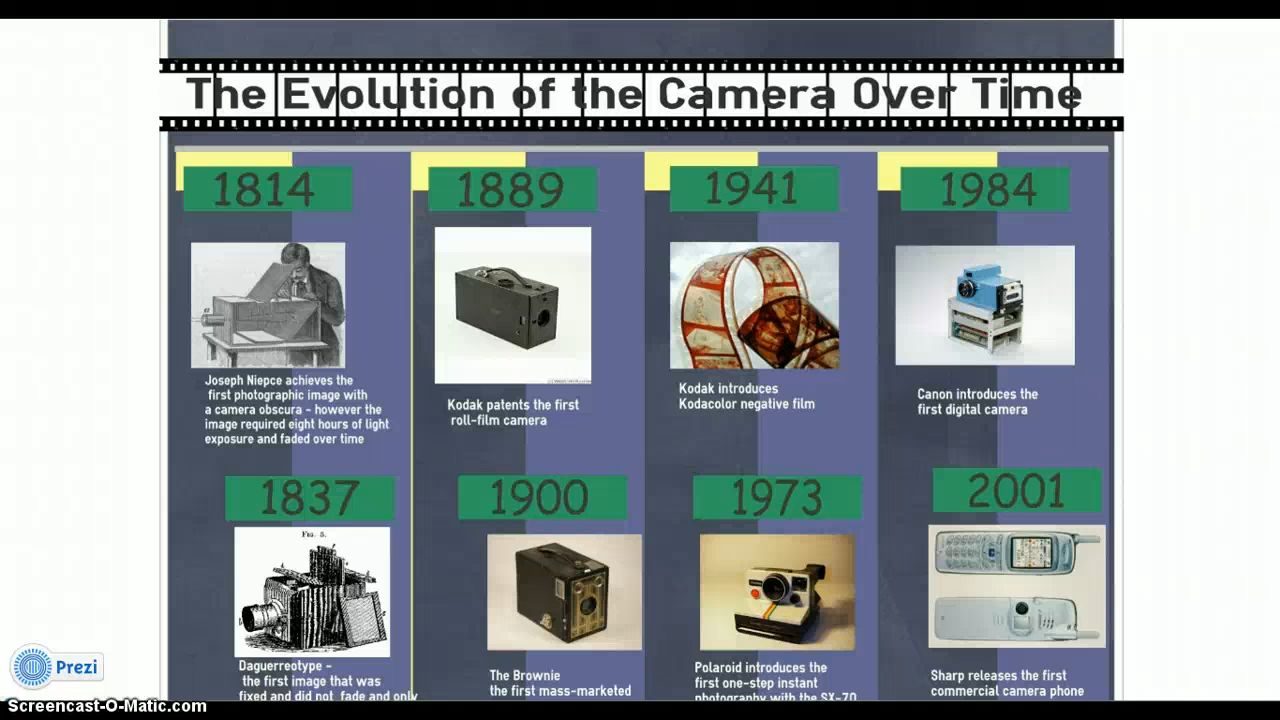 The Evolution of the Camera Over Time
1814
1889
1941
1984
Joseph Niepce achieves the
first photographic image with
a camera obscura - however the
image required eight hours of light
exposure and faded over time
Kodak patents the first
roll-film camera
Kodak introduces
Kodacolor negative film
Canon introduces the
first digital camera
1837
1900
1973
2001
FIG. 5.
Daguerreotype -
the first image that was
fixed and did not fade and only
The Brownie
the first mass-marketed
Polaroid introduces the
first one-step instant
photography with the SX-70
Sharp releases the first
commercial camera phone
Prezi
Screencast-O-Matic.com